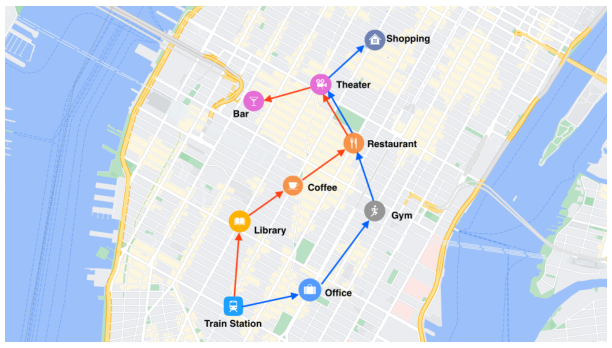 Shopping
Theater
Bar
Restaurant
Coffee
Gym
Library
Office
Train Station